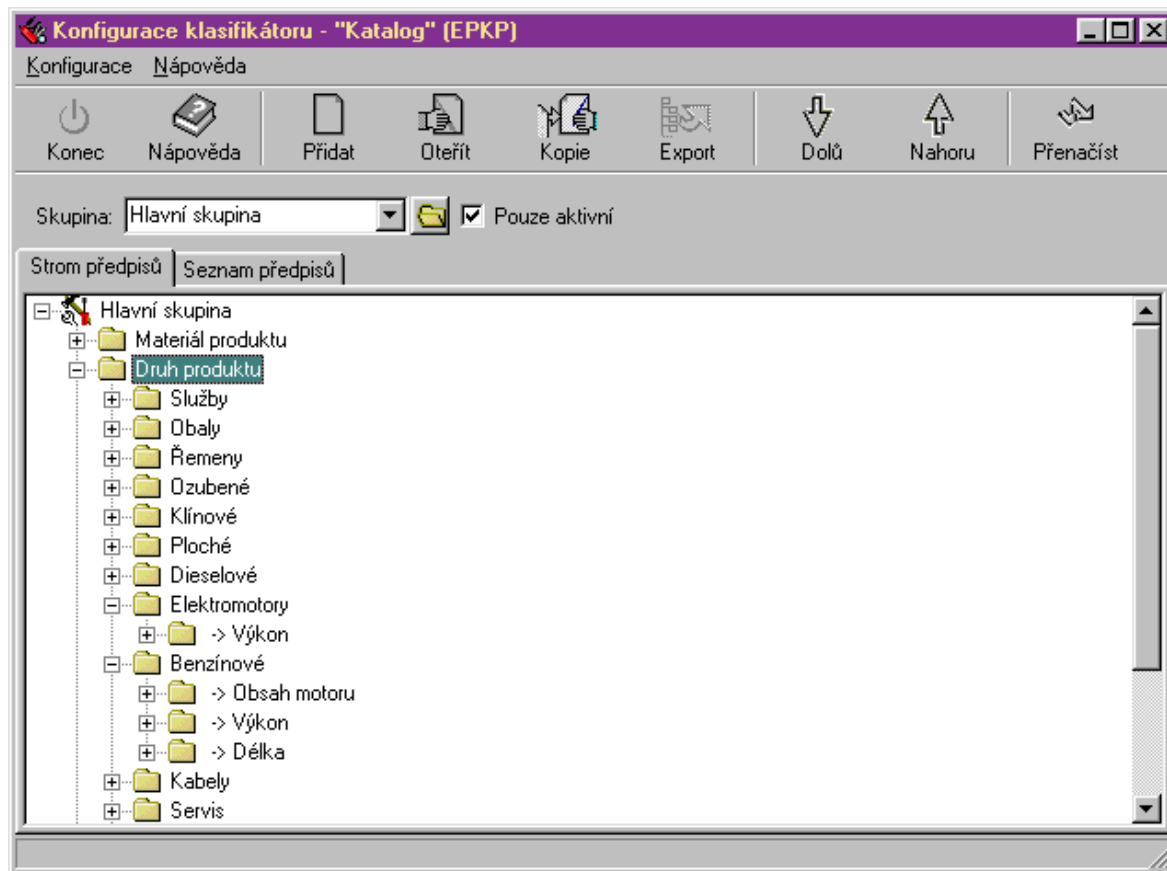 Konfigurace klasifikátoru - "Katalog" (EPKP)
Konfigurace Nápověda
Konec Nápověda Přidat Oteřít Kopie Export Dolů Nahoru Přenačíst
Skupina: Hlavní skupina Pouze aktivní
Strom předpisů Seznam předpisů
Hlavní skupina
Materiál produktu
Druh produktu
Služby
Obaly
Řemeny
Ozubené
Klínové
Ploché
Dieselové
Elektromotory
-> Výkon
Benzínové
-> Obsah motoru
-> Výkon
-> Délka
Kabely
Servis